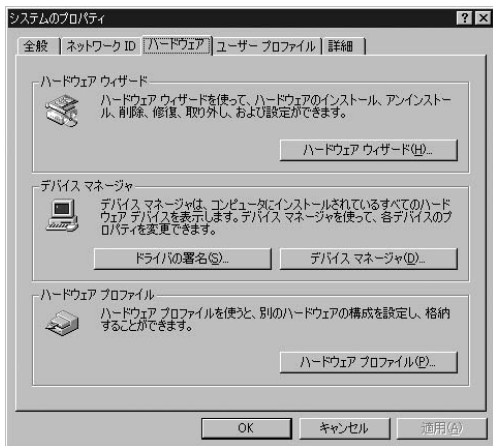 システムのプロパティ
全般 ネットワーク ID ハードウェア ユーザー プロファイル 詳細
ハードウェア ウィザード
ハードウェア ウィザードを使って、ハードウェアのインストール、アンインストー
ル、削除、修復、取り外し、および設定ができます。
ハードウェア ウィザード(H)...
デバイス マネージャ
デバイス マネージャは、コンピュータにインストールされているすべてのハード
ウェア デバイスを表示します。デバイス マネージャを使って、各デバイスのプ
ロパティを変更できます。
ドライバの署名(S)... デバイス マネージャ(D)...
ハードウェア プロファイル
ハードウェア プロファイルを使うと、別のハードウェアの構成を設定し、格納
することができます。
ハードウェア プロファイル(P)...
OK キャンセル 適用(A)